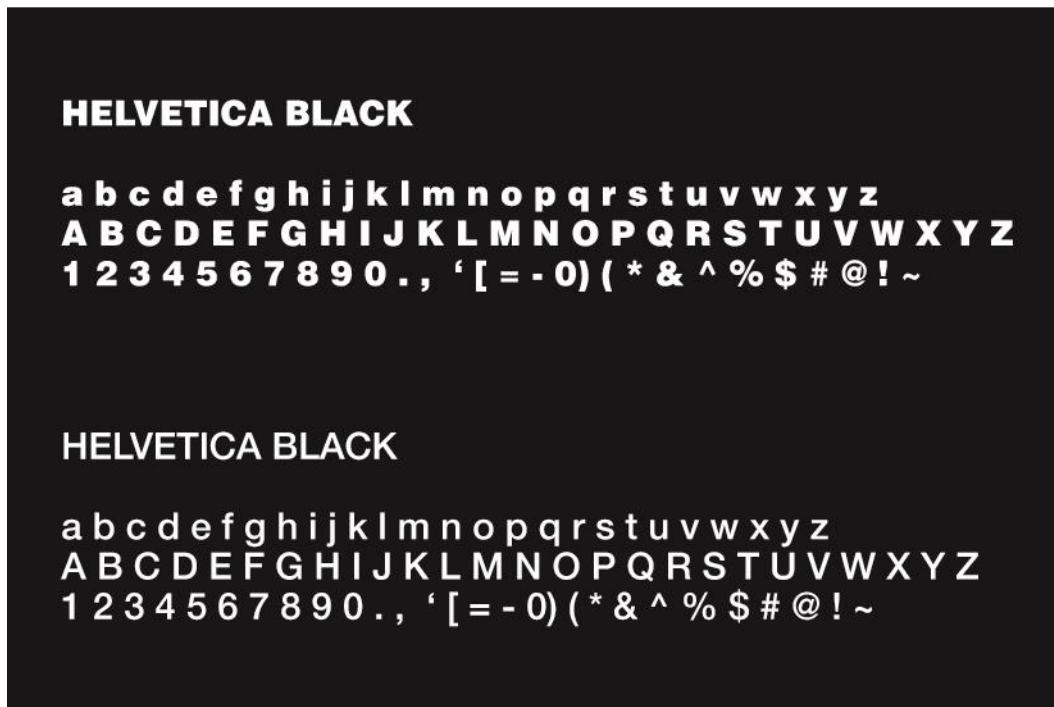 HELVETICA BLACK
a b c d e f g h i j k l m n o p q r s t u v w x y z
A B C D E F G H I J K L M N O P Q R S T U V W X Y Z
1 2 3 4 5 6 7 8 9 0 . , ‘ [ = - 0) ( * & ^ % $ # @ ! ~
HELVETICA BLACK
a b c d e f g h i j k l m n o p q r s t u v w x y z
A B C D E F G H I J K L M N O P Q R S T U V W X Y Z
1 2 3 4 5 6 7 8 9 0 . , ‘ [ = - 0) ( * & ^ % $ # @ ! ~